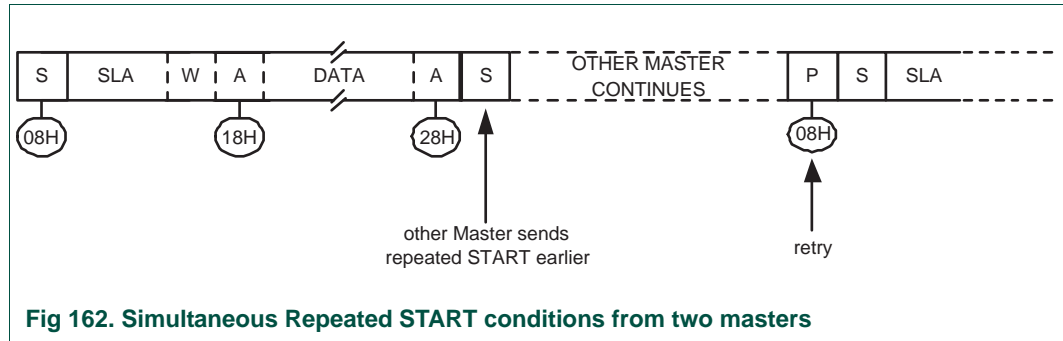 S SLA W A DATA A S OTHER MASTER CONTINUES P S SLA
08H 18H 28H 08H
other Master sends
repeated START earlier
retry
Fig 162. Simultaneous Repeated START conditions from two masters